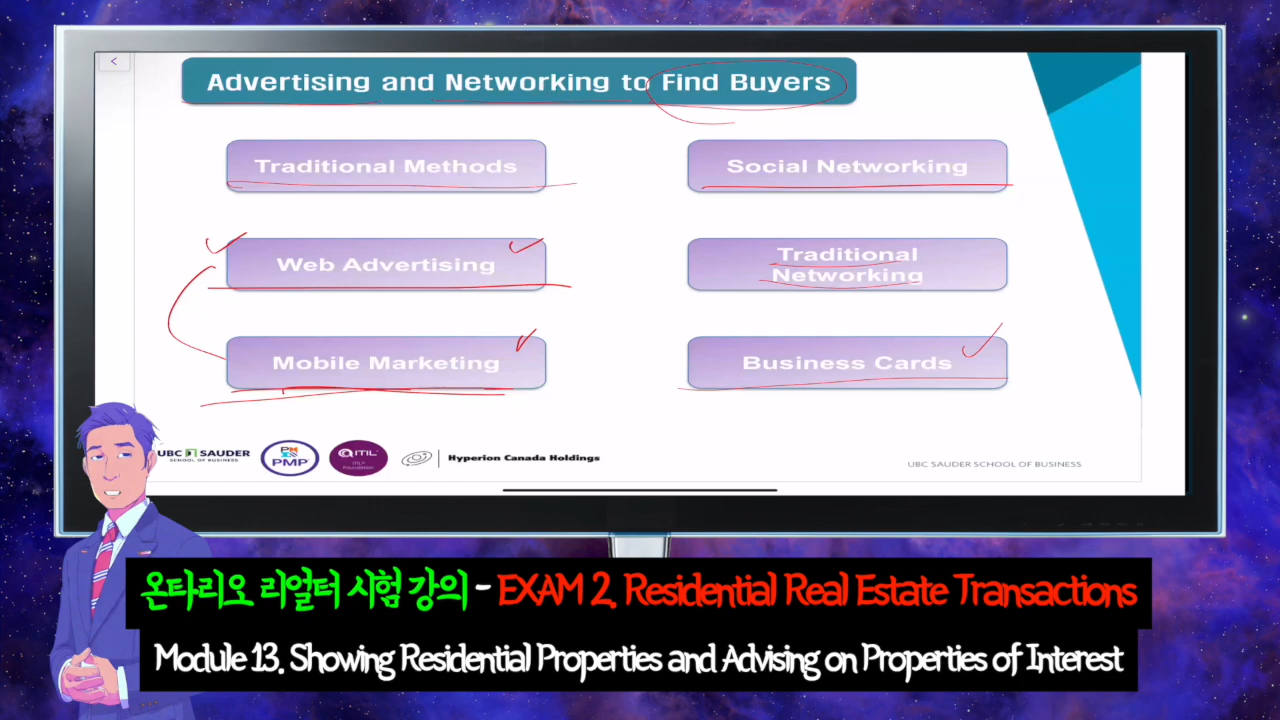 <
Advertising and Networking to Find Buyers
Traditional Methods
Social Networking
Web Advertising
Traditional
Networking
Mobile Marketing
Business Cards
UBC SAUDER
SCHOOL OF BUSINESS
PMP
ITIL
ITIL® Foundation
Hyperion Canada Holdings
UBC SAUDER SCHOOL OF BUSINESS
온타리오 리얼터 시험 강의 - EXAM 2. Residential Real Estate Transactions
Module 13. Showing Residential Properties and Advising on Properties of Interest